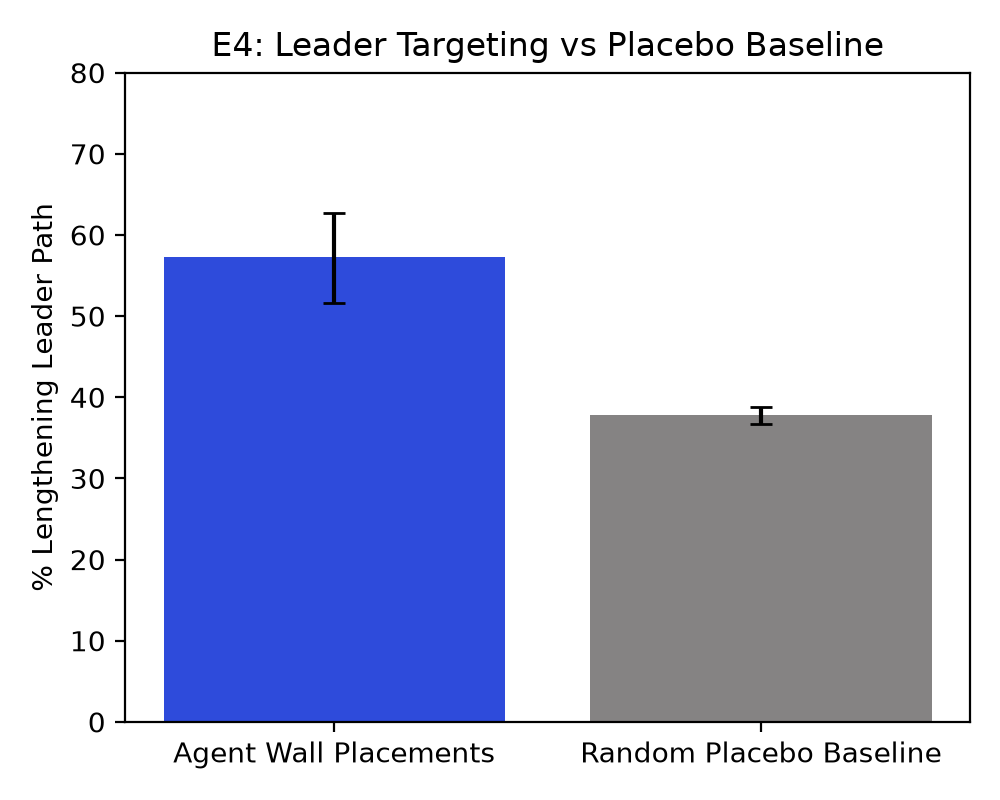 E4: Leader Targeting vs Placebo Baseline
% Lengthening Leader Path
80
70
60
50
40
30
20
10
0
Agent Wall Placements
Random Placebo Baseline